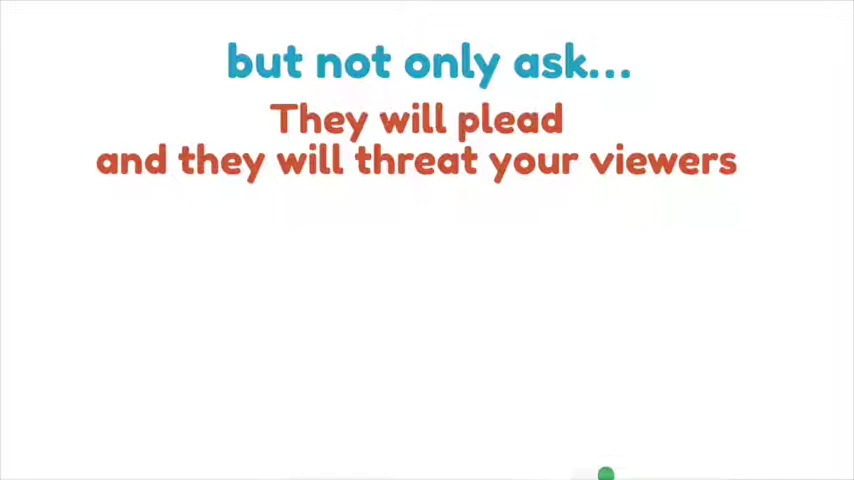 but not only ask...
They will plead
and they will threat your viewers